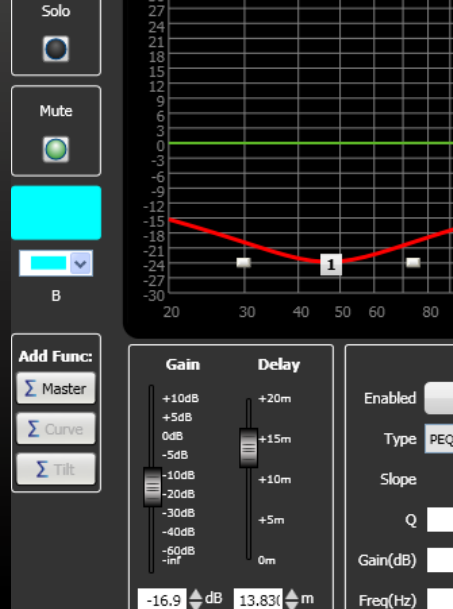 Solo
Mute
B
27
24
21
18
15
12
9
6
3
0
-3
-6
-9
-12
-15
-18
-21
-24
-27
-30
1
20
30
40
50
60
80
Add Func:
Σ Master
Σ Curve
Σ Tilt
Gain
Delay
+10dB
+5dB
0dB
-5dB
-10dB
-20dB
-30dB
-40dB
-60dB
-inf
+20m
+15m
+10m
+5m
0m
-16.9 dB
13.83 m
Enabled
Type PEQ
Slope
Q
Gain(dB)
Freq(Hz)